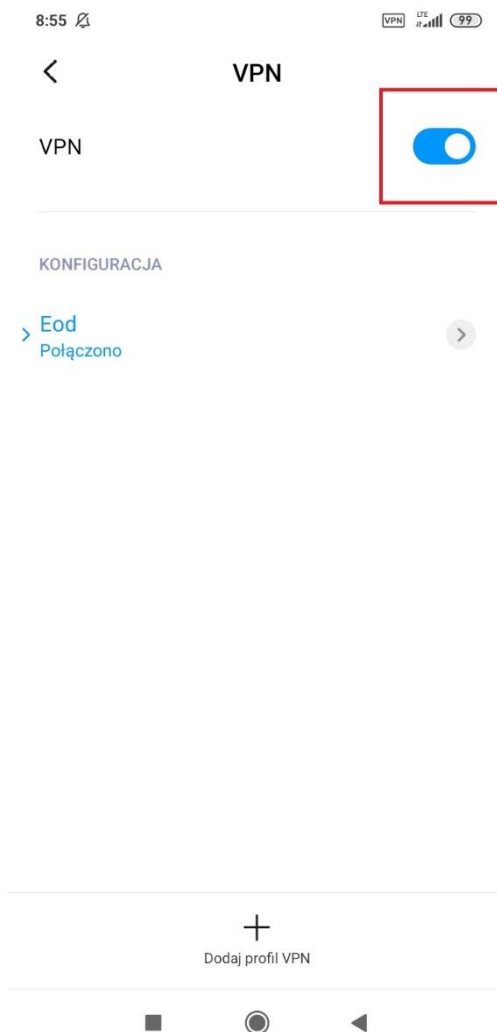 8:55
VPN LTE 99
VPN
VPN
KONFIGURACJA
Eod
Połączono
Dodaj profil VPN